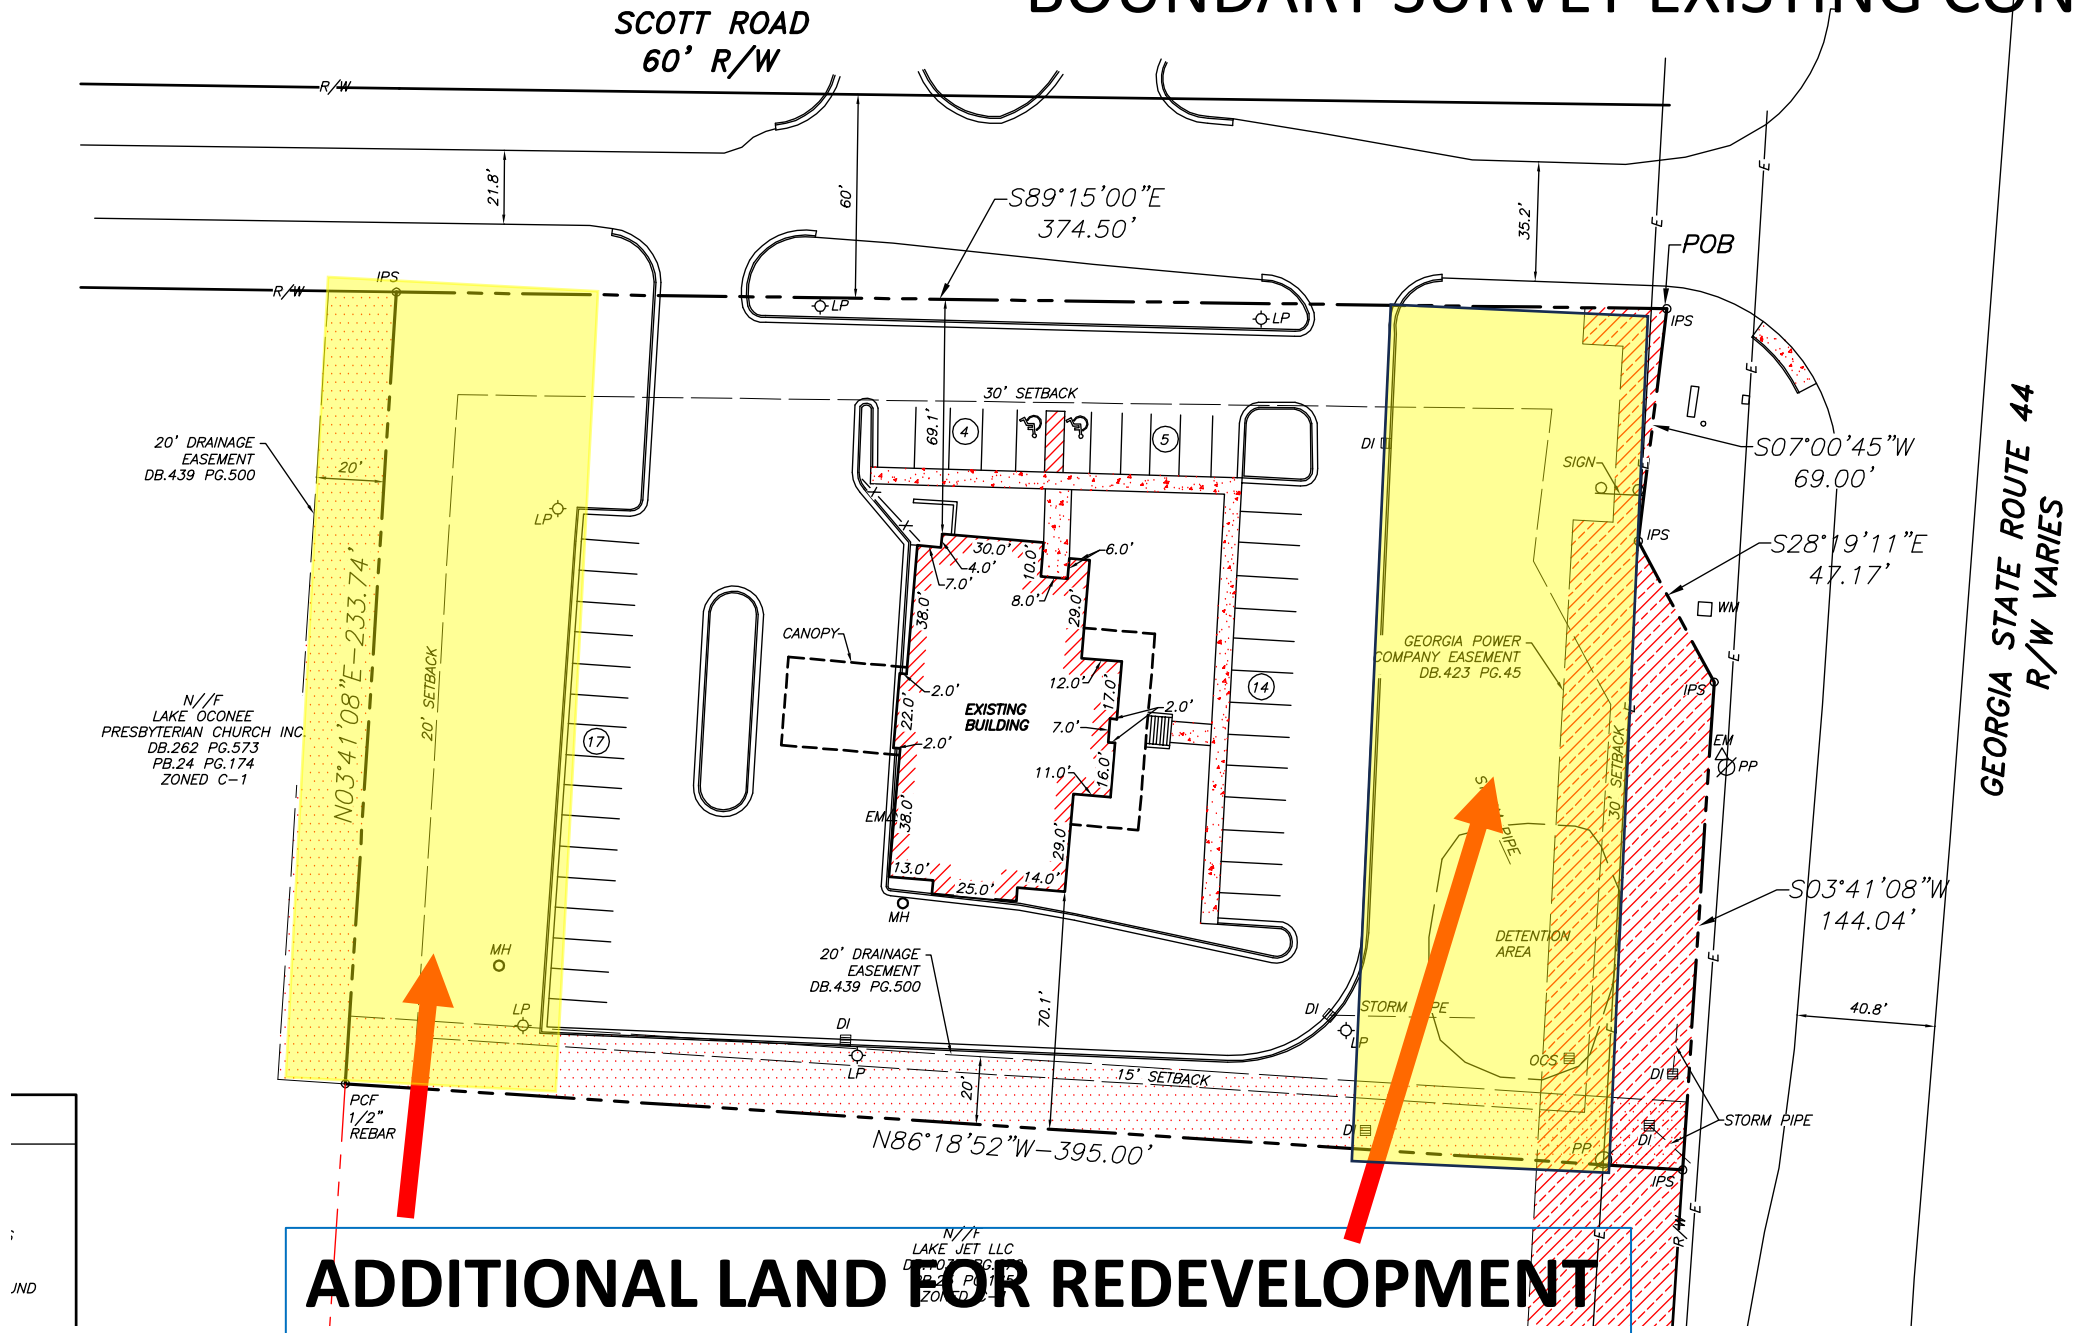 BOUNDARY SURVEY EXISTING CON
SCOTT ROAD
60' R/W
R/W
21.8'
60'
S89°15'00"E
374.50'
35.2'
E
E
POB
IPS
R/W
LP
LP
IPS
30' SETBACK
69.1'
4
5
DI
SIGN
E
S07°00'45"W
69.00'
20' DRAINAGE
EASEMENT
DB.439 PG.500
20'
LP
IPS
S28°19'11"E
47.17'
GEORGIA STATE ROUTE 44
R/W VARIES
30.0'
10.0'
6.0'
4.0'
7.0'
8.0'
38.0'
29.0'
WM
CANOPY
GEORGIA POWER
COMPANY EASEMENT
DB.423 PG.45
E
N03°41'08"E-233.74'
20' SETBACK
2.0'
12.0'
17.0'
14
IPS
N//F
LAKE OCONEE
PRESBYTERIAN CHURCH INC.
DB.262 PG.573
PB.24 PG.174
ZONED C-1
22.0'
EXISTING
BUILDING
2.0'
7.0'
17
2.0'
30' SETBACK
EM
PP
11.0'
16.0'
EM
38.0'
29.0'
PIPE
13.0'
25.0'
14.0'
S03°41'08"W
144.04'
MH
MH
DETENTION
AREA
E
20' DRAINAGE
EASEMENT
DB.439 PG.500
70.1'
LP
DI
DI
STORM
LP
40.8'
LP
OCS
DI
20'
15' SETBACK
PCF
1/2"
REBAR
STORM PIPE
DI
DI
N86°18'52"W-395.00'
PP
IPS
E
R/W
E
N//F
LAKE JET LLC
ADDITIONAL LAND FOR REDEVELOPMENT
UND